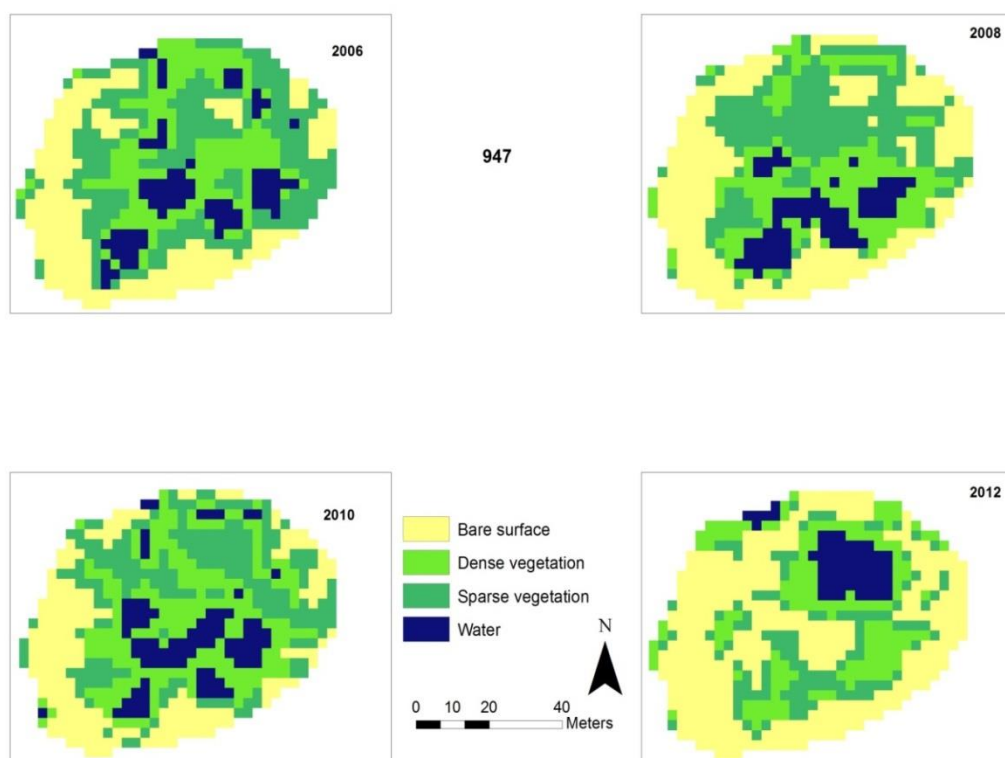 2006
2008
947
2010
2012
Bare surface
Dense vegetation
Sparse vegetation
Water
N
0 10 20 40
Meters